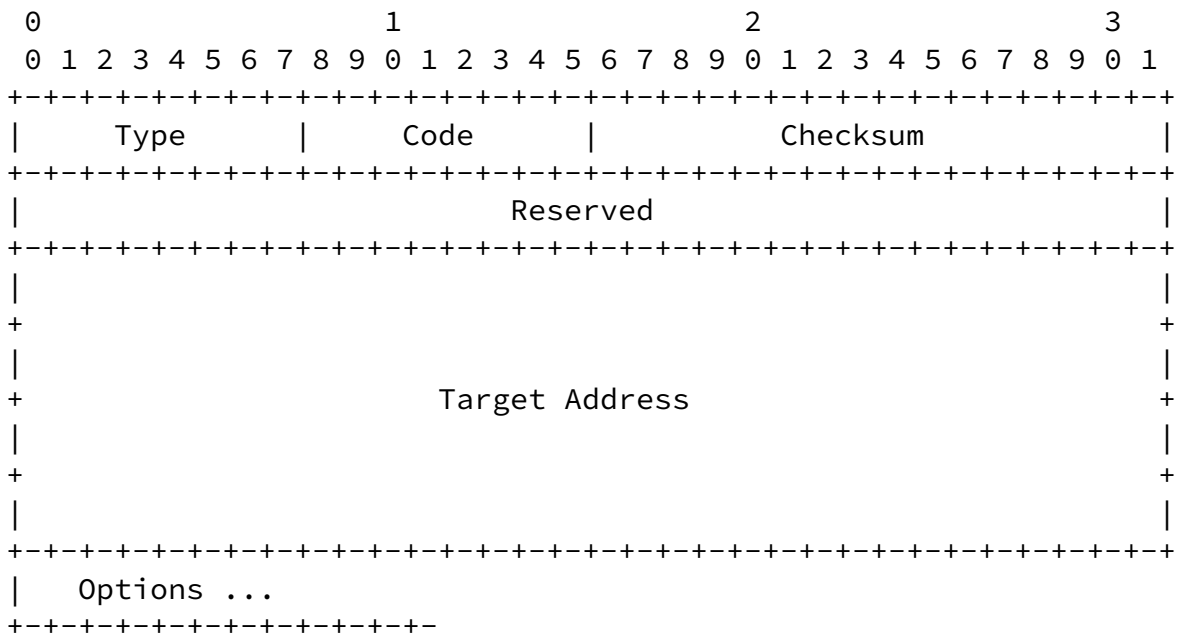 0                   1                   2                   3
 0 1 2 3 4 5 6 7 8 9 0 1 2 3 4 5 6 7 8 9 0 1 2 3 4 5 6 7 8 9 0 1
+-+-+-+-+-+-+-+-+-+-+-+-+-+-+-+-+-+-+-+-+-+-+-+-+-+-+-+-+-+-+-+-+
|     Type      |     Code      |          Checksum             |
+-+-+-+-+-+-+-+-+-+-+-+-+-+-+-+-+-+-+-+-+-+-+-+-+-+-+-+-+-+-+-+-+
|                           Reserved                            |
+-+-+-+-+-+-+-+-+-+-+-+-+-+-+-+-+-+-+-+-+-+-+-+-+-+-+-+-+-+-+-+-+
|                                                               |
+                                                               +
|                                                               |
+                       Target Address                          +
|                                                               |
+                                                               +
|                                                               |
+-+-+-+-+-+-+-+-+-+-+-+-+-+-+-+-+-+-+-+-+-+-+-+-+-+-+-+-+-+-+-+-+
|   Options ...
+-+-+-+-+-+-+-+-+-+-+-+-